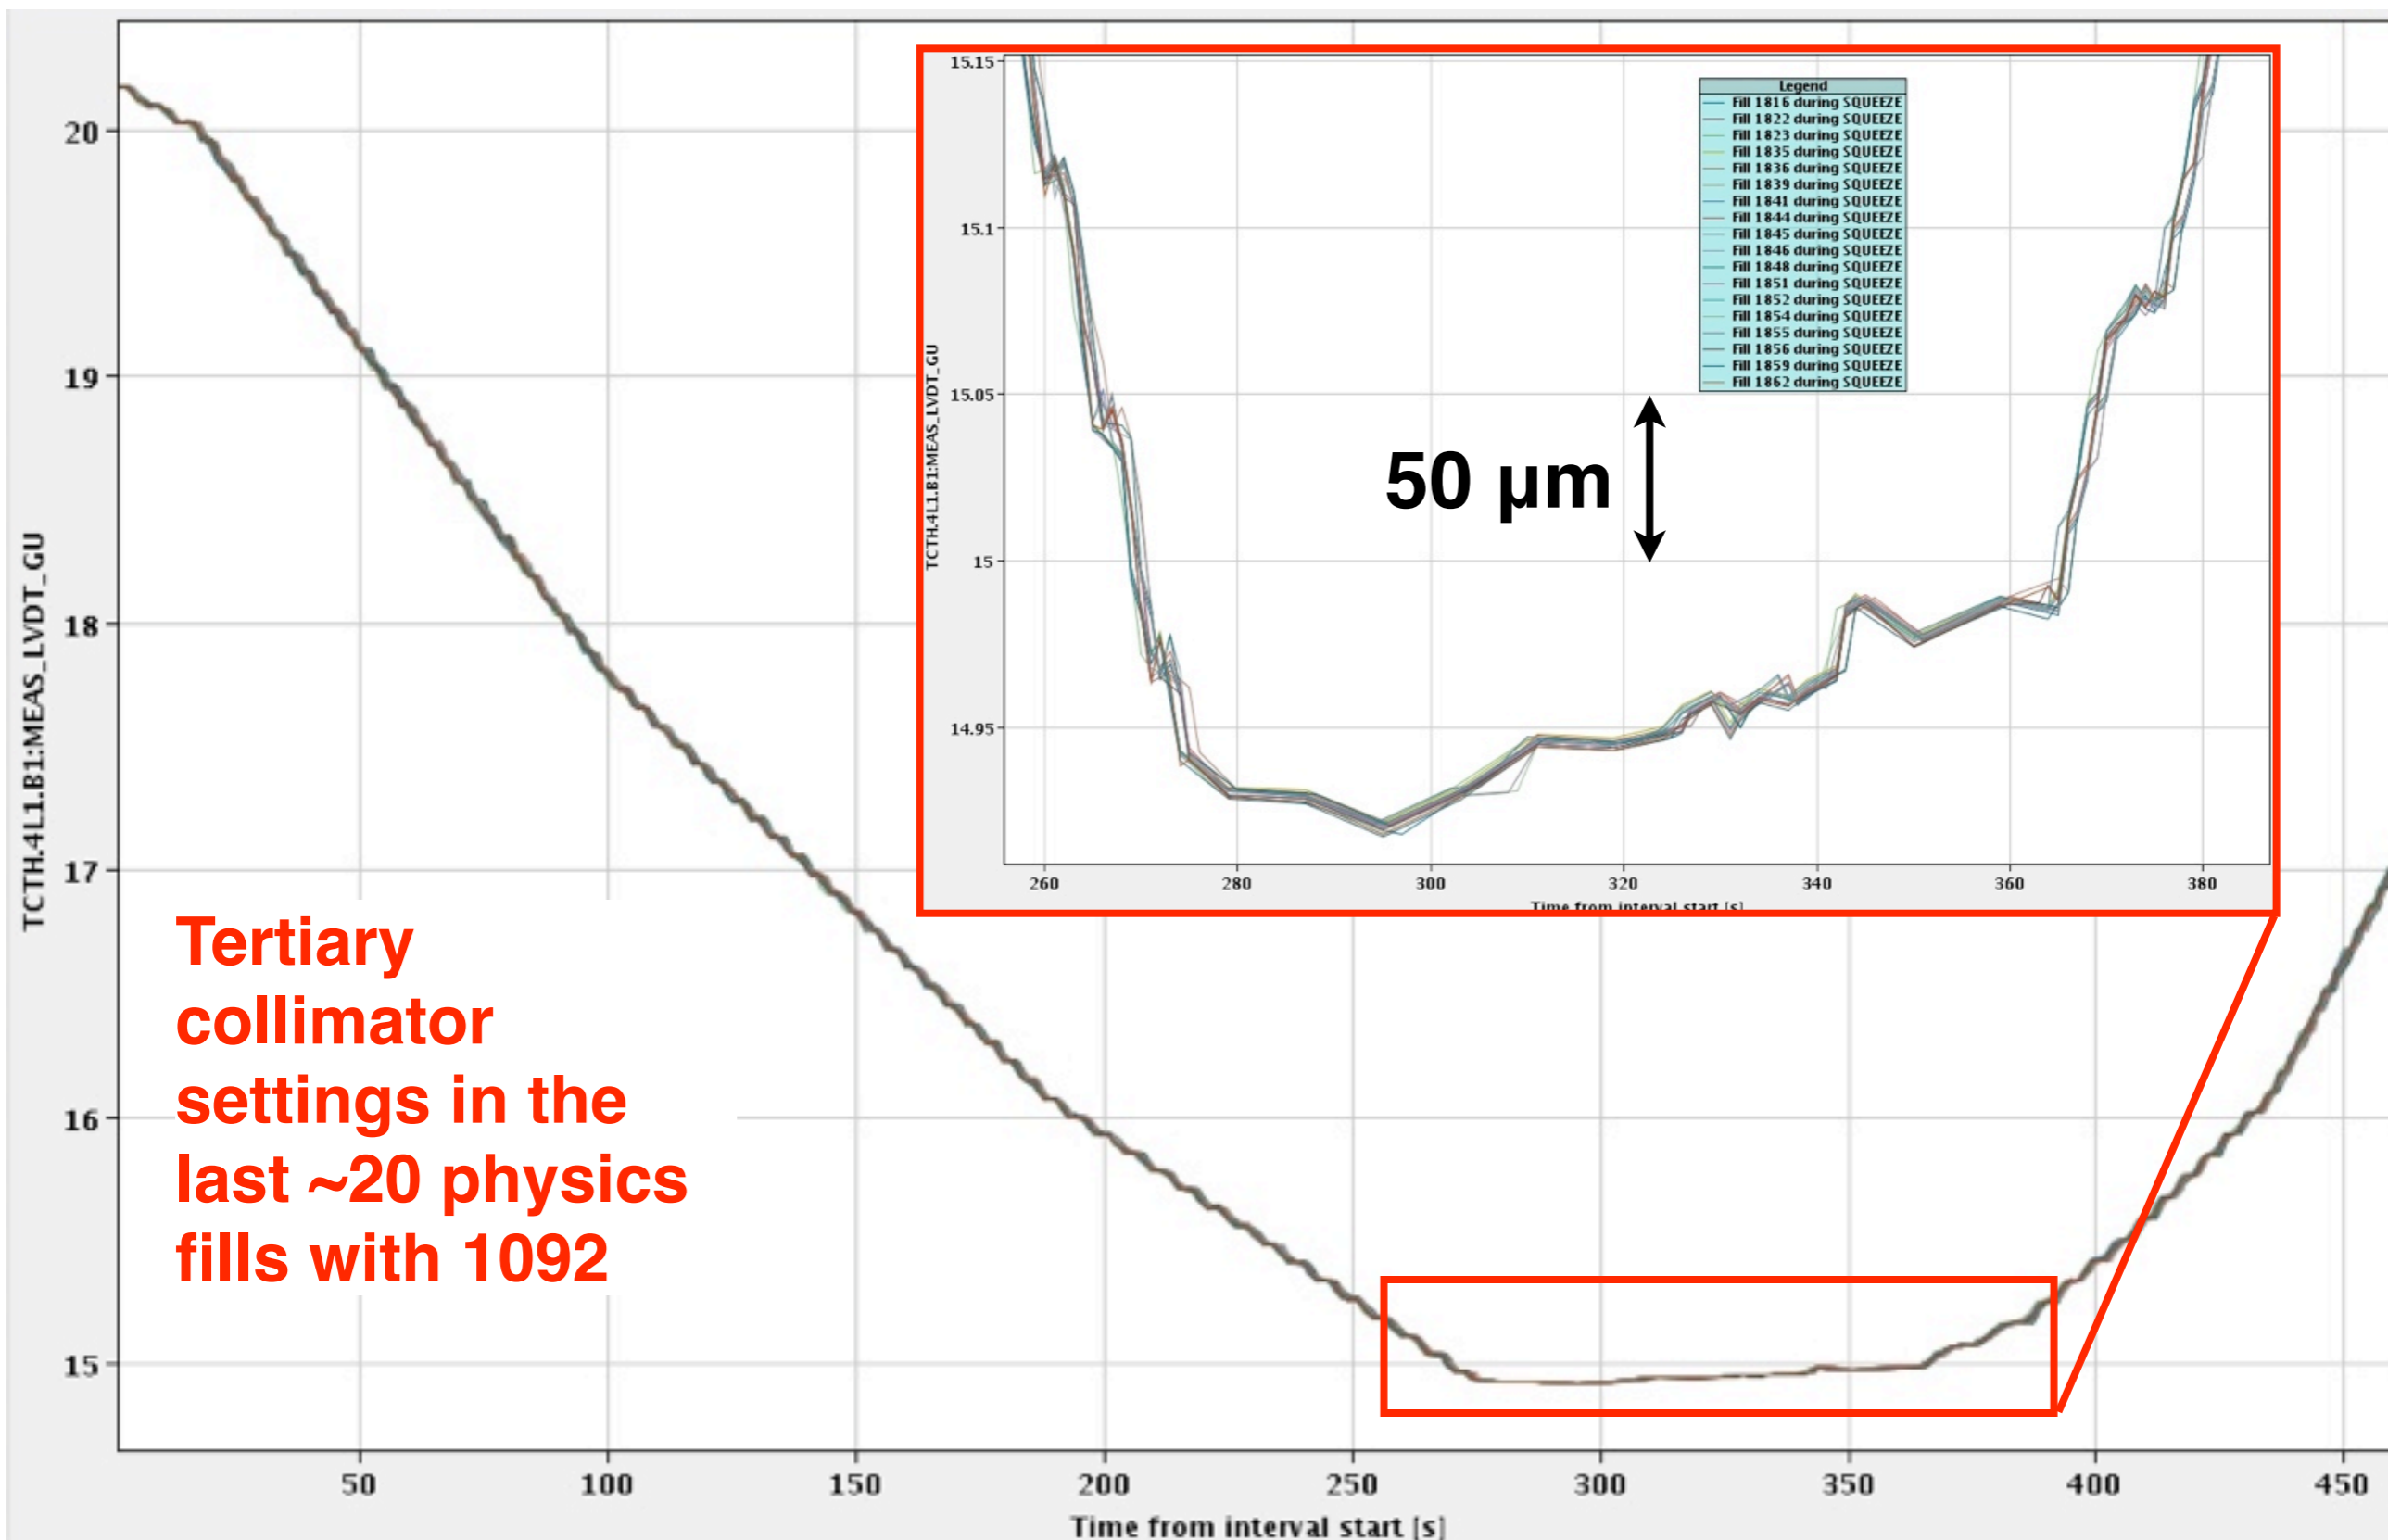 TCTH.4L1.B1:MEAS_LVDT_GU
20
19
18
17
16
15
50
100
150
200
250
300
350
400
450
Time from interval start [s]
TCTH.4L1.B1:MEAS_LVDT_GU
15.15
15.1
15.05
15
14.95
260
280
300
320
340
360
380
Time from interval start [s]
Legend
Fill 1816 during SQUEEZE
Fill 1822 during SQUEEZE
Fill 1823 during SQUEEZE
Fill 1835 during SQUEEZE
Fill 1836 during SQUEEZE
Fill 1839 during SQUEEZE
Fill 1841 during SQUEEZE
Fill 1844 during SQUEEZE
Fill 1845 during SQUEEZE
Fill 1846 during SQUEEZE
Fill 1848 during SQUEEZE
Fill 1851 during SQUEEZE
Fill 1852 during SQUEEZE
Fill 1854 during SQUEEZE
Fill 1855 during SQUEEZE
Fill 1856 during SQUEEZE
Fill 1859 during SQUEEZE
Fill 1862 during SQUEEZE
50 µm
Tertiary
collimator
settings in the
last ~20 physics
fills with 1092